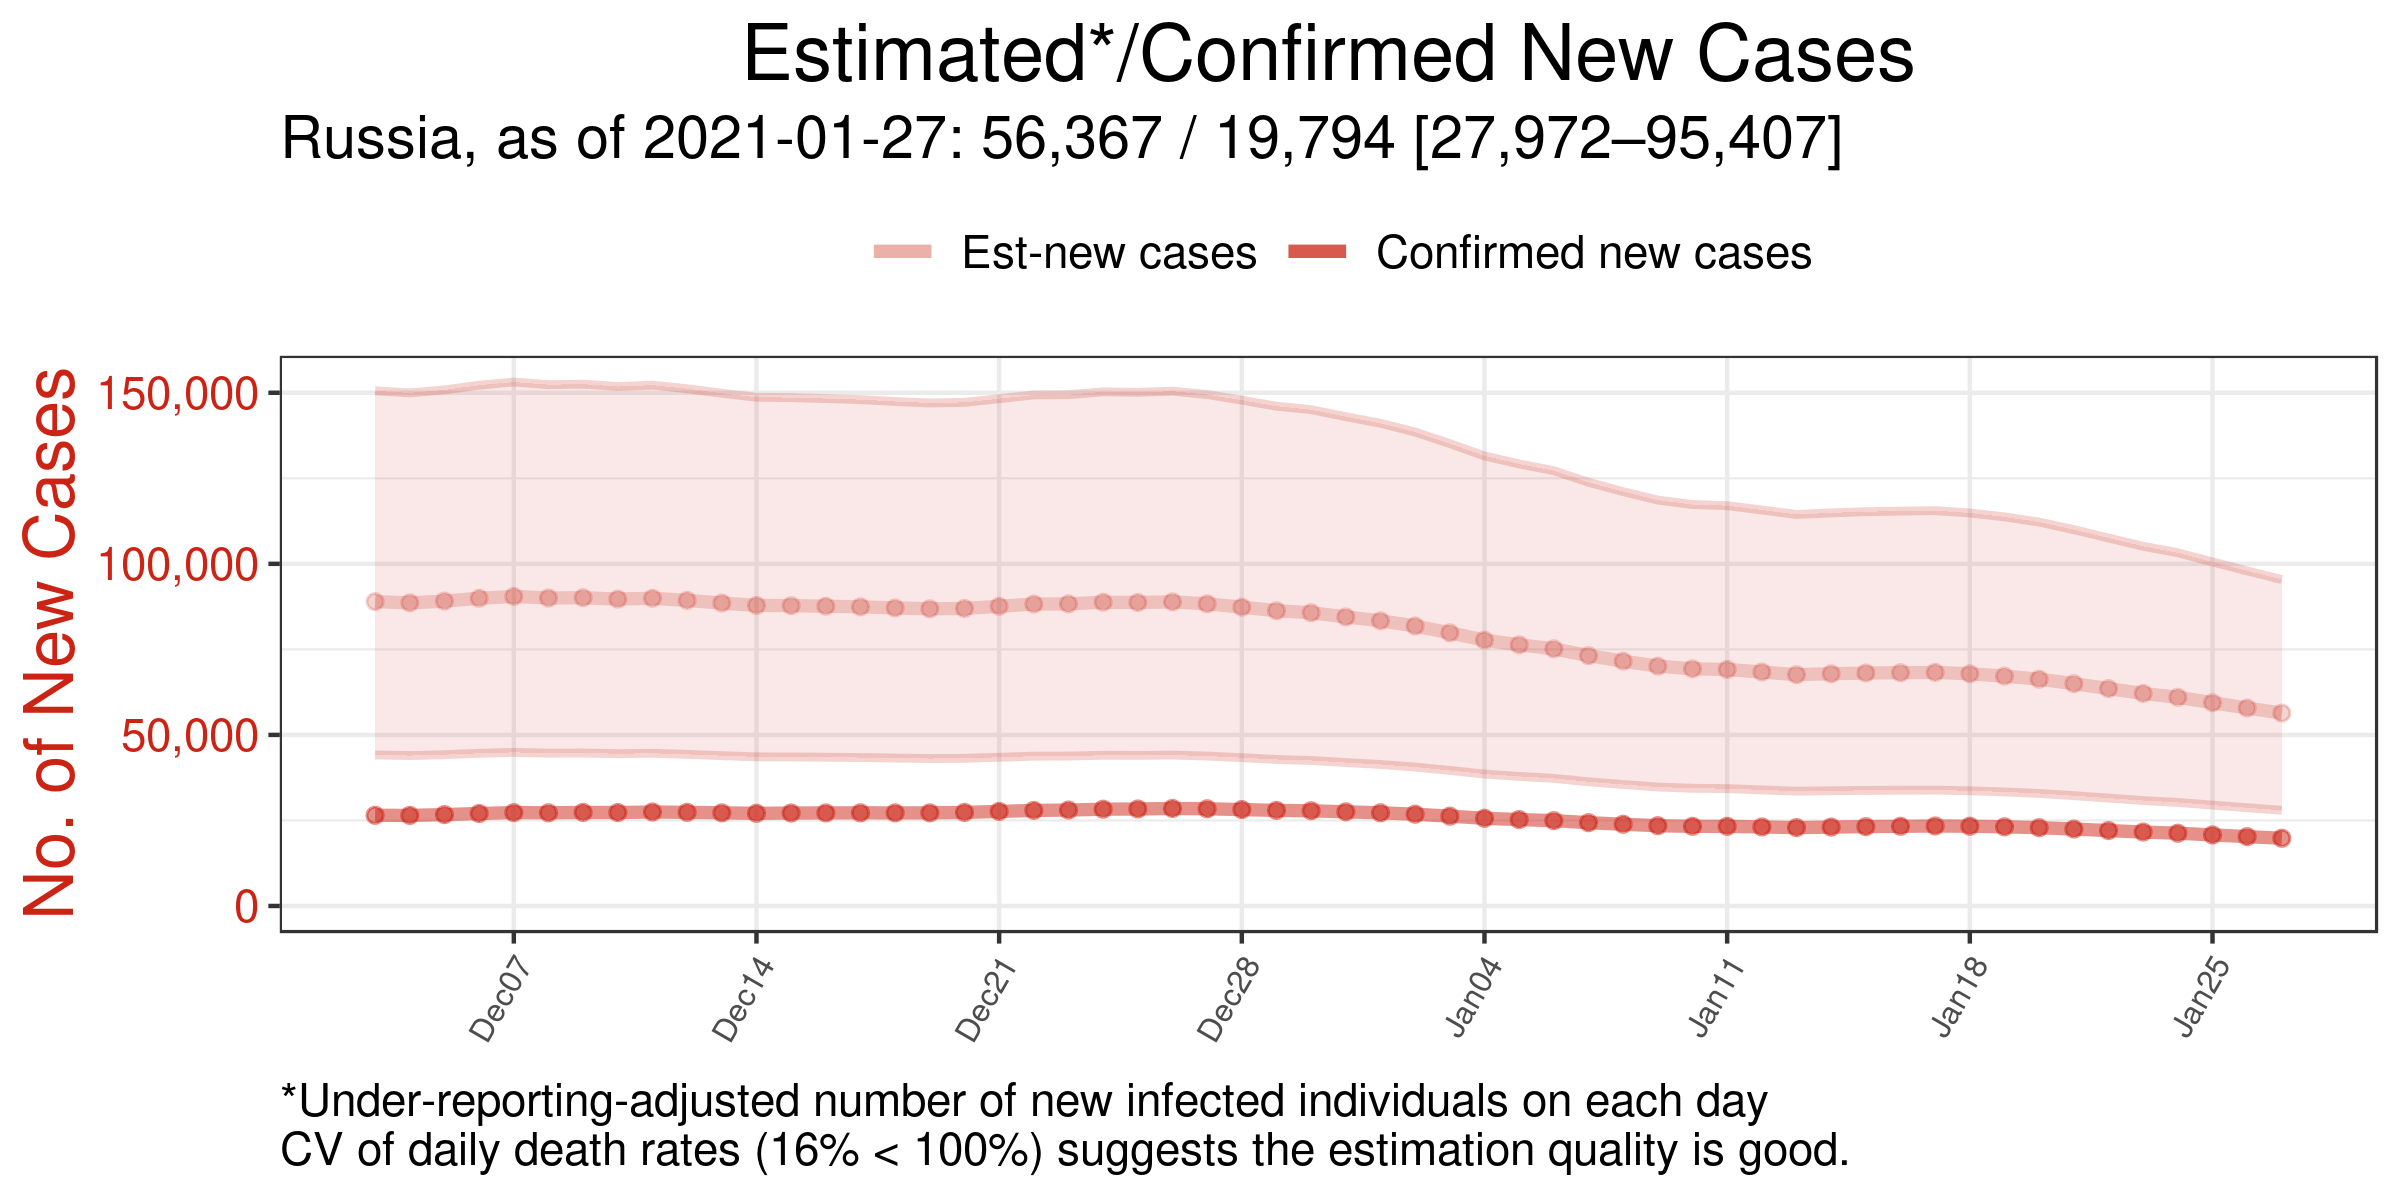 Estimated*/Confirmed New Cases
Russia, as of 2021-01-27: 56,367 / 19,794 [27,972–95,407]
Est-new cases
Confirmed new cases
No. of New Cases
150,000
100,000
50,000
0
Dec07
Dec14
Dec21
Dec28
Jan04
Jan11
Jan18
Jan25
*Under-reporting-adjusted number of new infected individuals on each day
CV of daily death rates (16% < 100%) suggests the estimation quality is good.